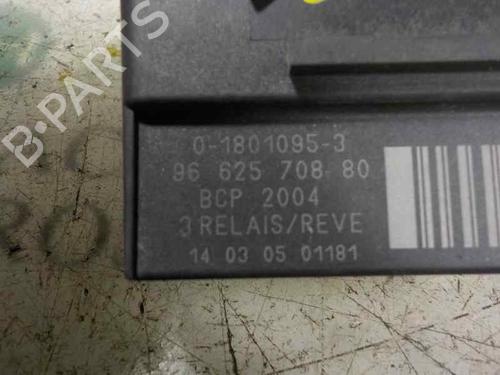 0-1801095-3
96 625 708 80
BCP 2004
3 RELAIS/REVE
14 03 05 01181
B-PARTS